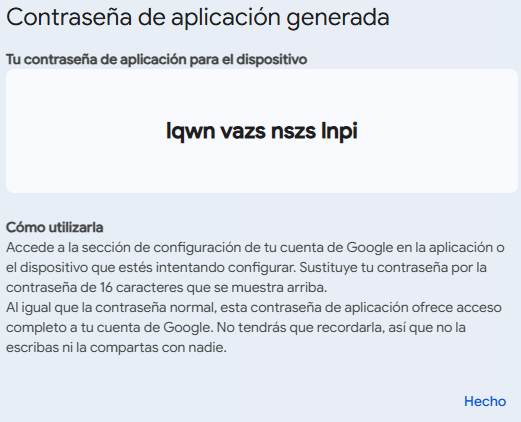 Contraseña de aplicación generada
Tu contraseña de aplicación para el dispositivo
lqwn vazs nszs lnpi
Cómo utilizarla
Accede a la sección de configuración de tu cuenta de Google en la aplicación o
el dispositivo que estés intentando configurar. Sustituye tu contraseña por la
contraseña de 16 caracteres que se muestra arriba.
Al igual que la contraseña normal, esta contraseña de aplicación ofrece acceso
completo a tu cuenta de Google. No tendrás que recordarla, así que no la
escribas ni la compartas con nadie.
Hecho